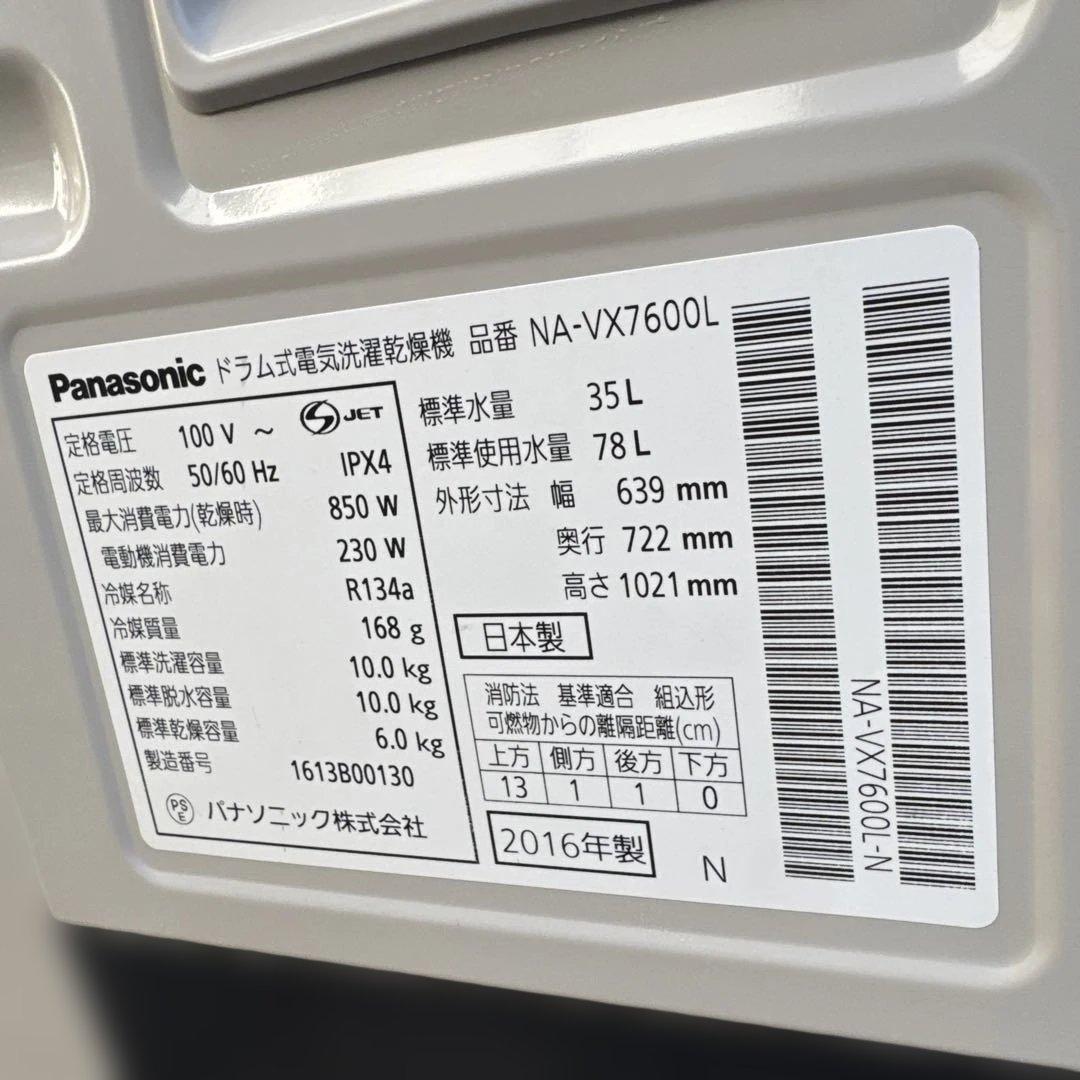 Panasonic ドラム式電気洗濯乾燥機 品番 NA-VX7600L
S JET
定格電圧 100 V ～
定格周波数 50/60 Hz IPX4
最大消費電力(乾燥時) 850 W
電動機消費電力 230 W
冷媒名称 R134a
冷媒質量 168 g
標準洗濯容量 10.0 kg
標準脱水容量 10.0 kg
標準乾燥容量 6.0 kg
製造番号 1613B00130
PSE パナソニック株式会社
標準水量 35 L
標準使用水量 78 L
外形寸法 幅 639 mm
奥行 722 mm
高さ 1021 mm
日本製
消防法 基準適合 組込形
可燃物からの離隔距離(cm)
上方 側方 後方 下方
13 1 1 0
2016年製
N
NA-VX7600L-N